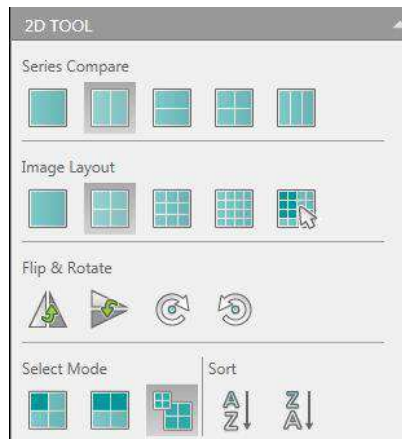 2D TOOL
Series Compare
Image Layout
Flip & Rotate
Select Mode
Sort
A
Z
Z
A